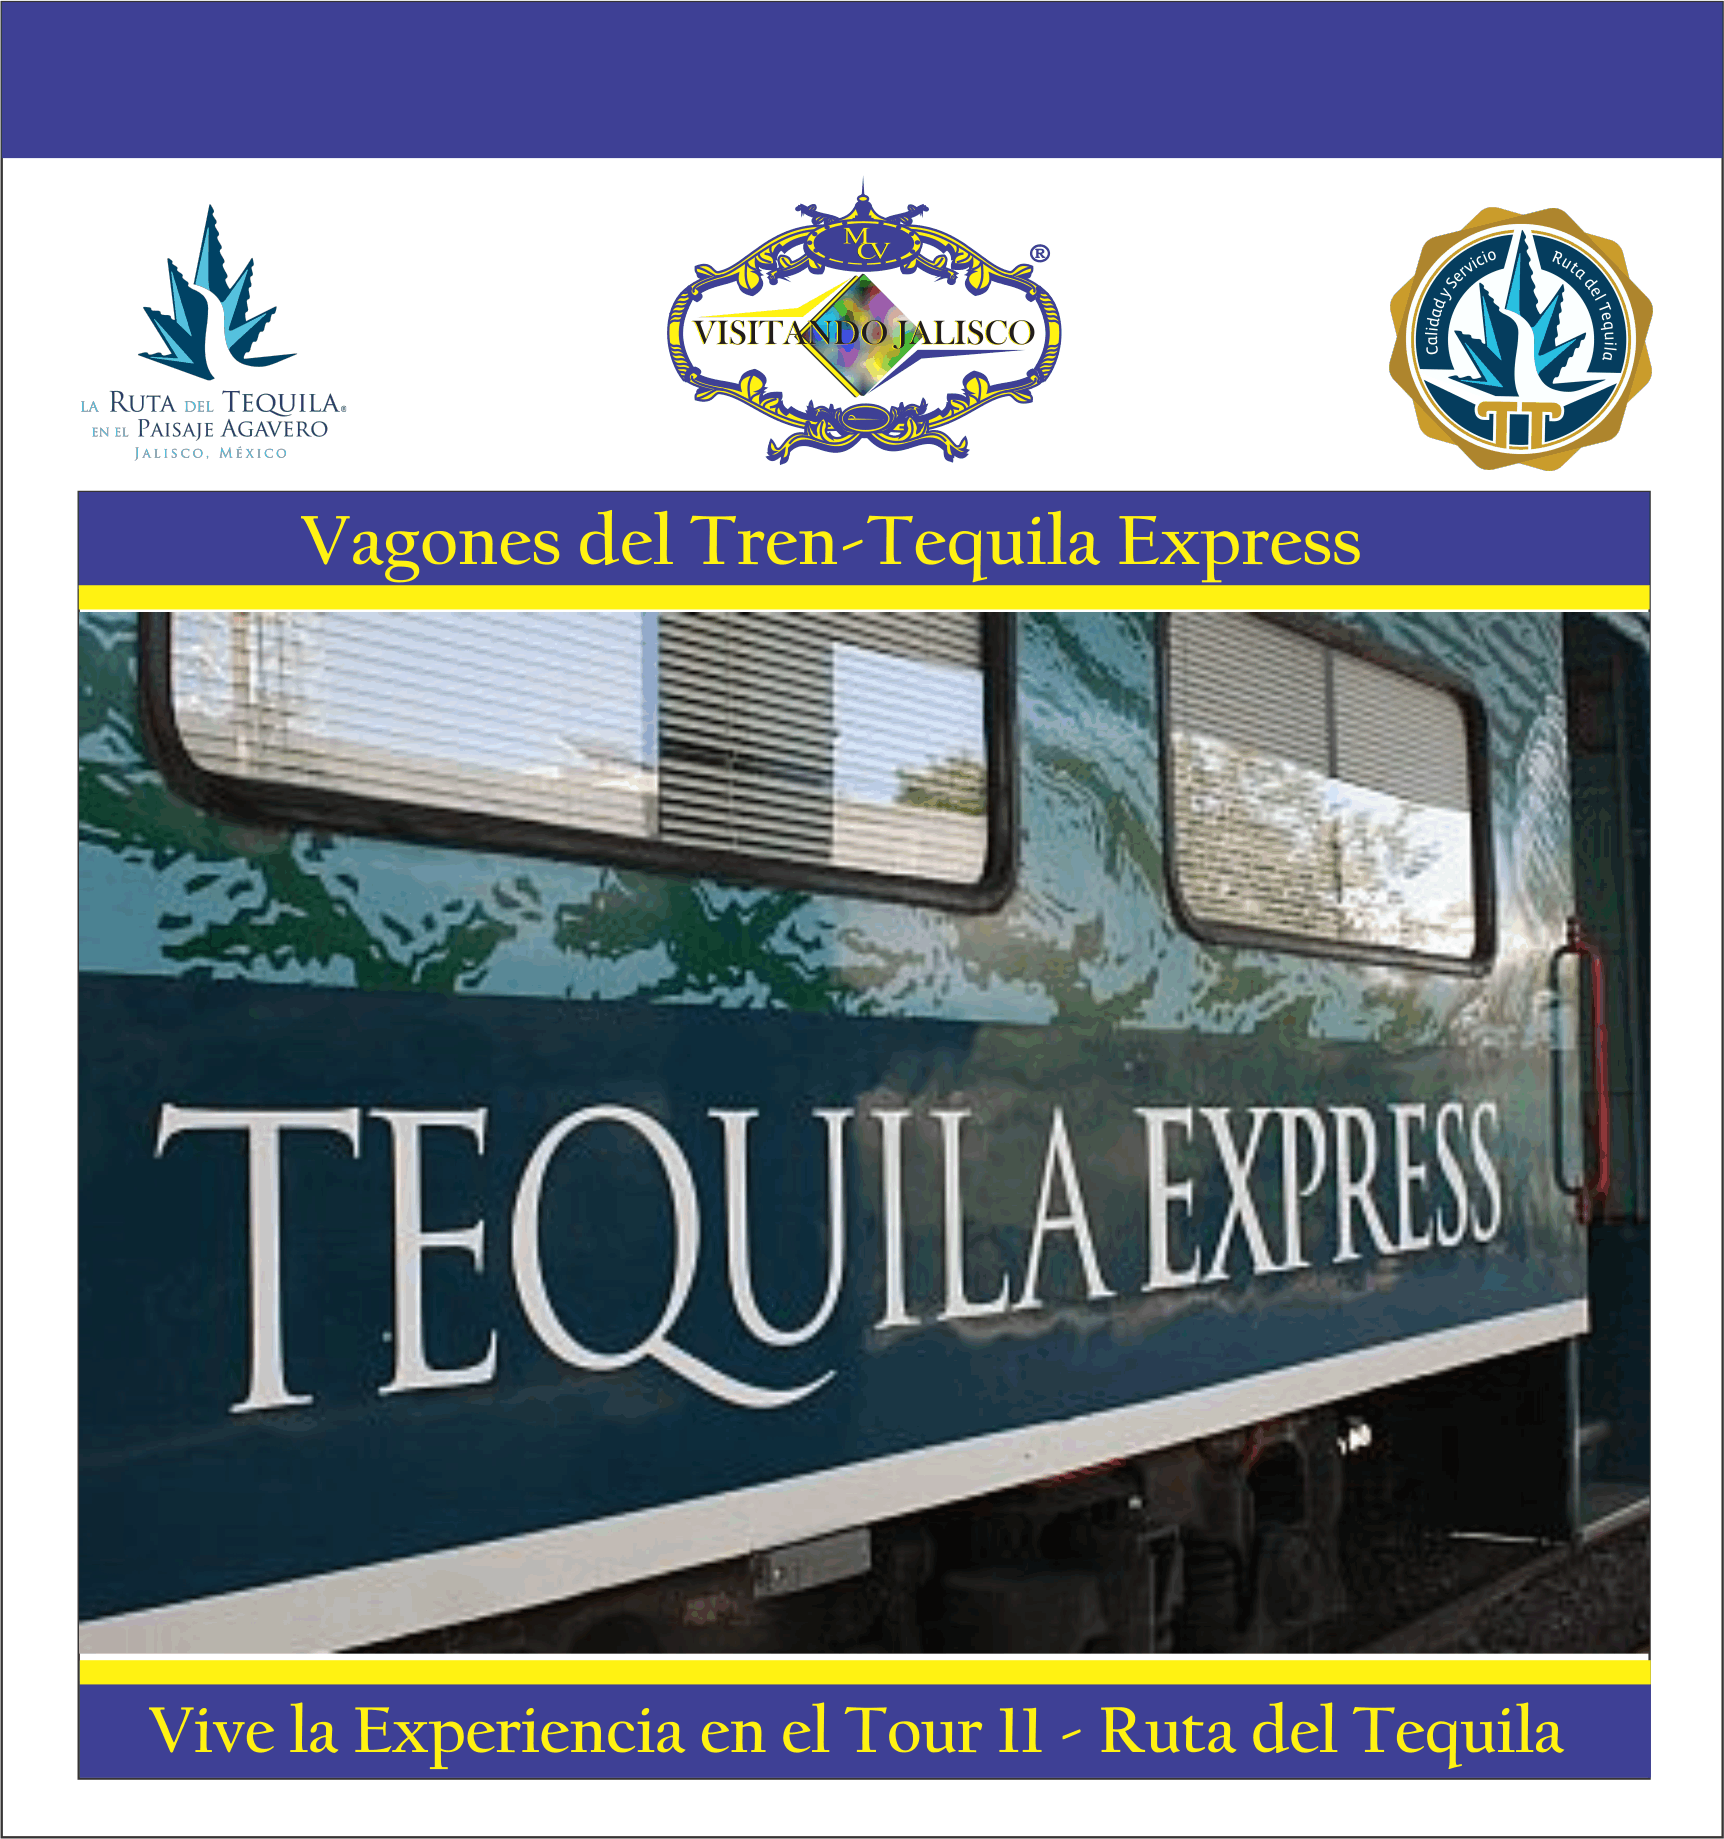 MCV
®
VISITANDO JALISCO
LA RUTA DEL TEQUILA®
EN EL PAISAJE AGAVERO
JALISCO, MÉXICO
Calidad y Servicio
Ruta del Tequila
TT
Vagones del Tren-Tequila Express
TEQUILA EXPRESS
Vive la Experiencia en el Tour 11 - Ruta del Tequila